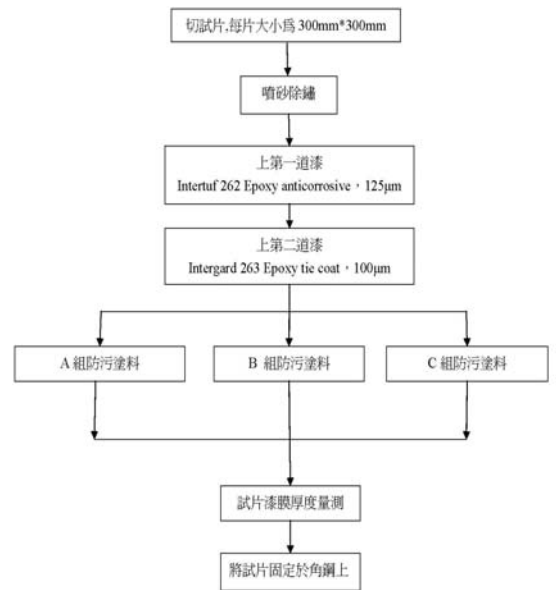 切試片,每片大小爲 300mm*300mm
噴砂除鏽
上第一道漆
Intertuf 262 Epoxy anticorrosive，125μm
上第二道漆
Intergard 263 Epoxy tie coat，100μm
A 組防污塗料
B 組防污塗料
C 組防污塗料
試片漆膜厚度量測
將試片固定於角鋼上